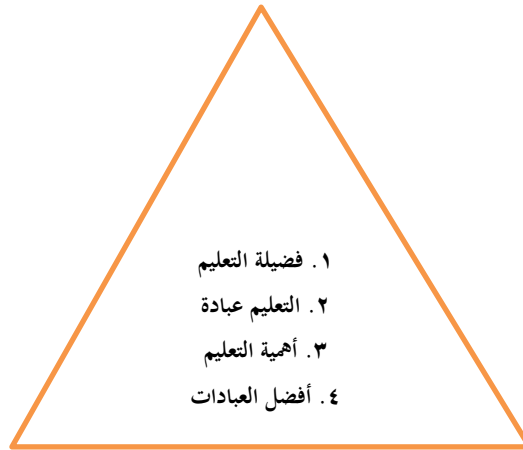 ١. فضيلة التعليم
٢. التعليم عبادة
٣. أهمية التعليم
٤. أفضل العبادات